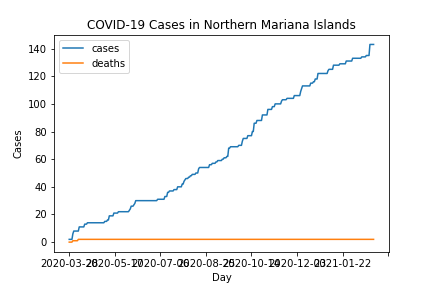 COVID-19 Cases in Northern Mariana Islands
cases
deaths
140
120
100
80
60
40
20
0
Cases
2020-03-28 2020-05-17 2020-07-06 2020-08-25 2020-10-14 2020-12-03 2021-01-22
Day